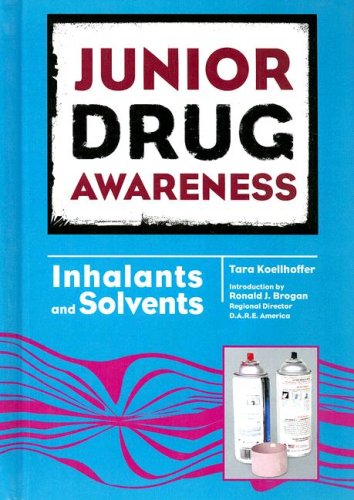 JUNIOR
DRUG
AWARENESS
Inhalants
and Solvents
Tara Koellhoffer
Introduction by
Ronald J. Brogan
Regional Director
D.A.R.E. America